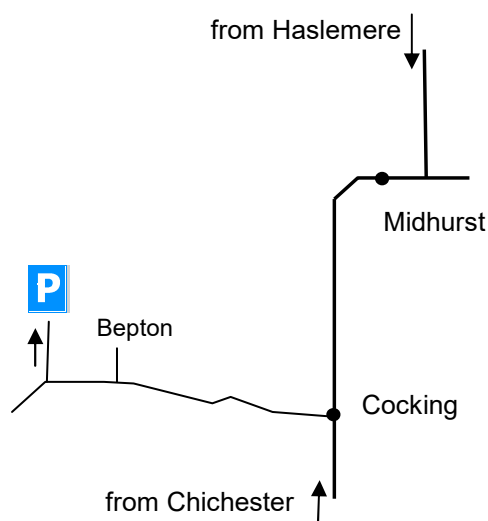 from Haslemere
Midhurst
P
Bepton
Cocking
from Chichester